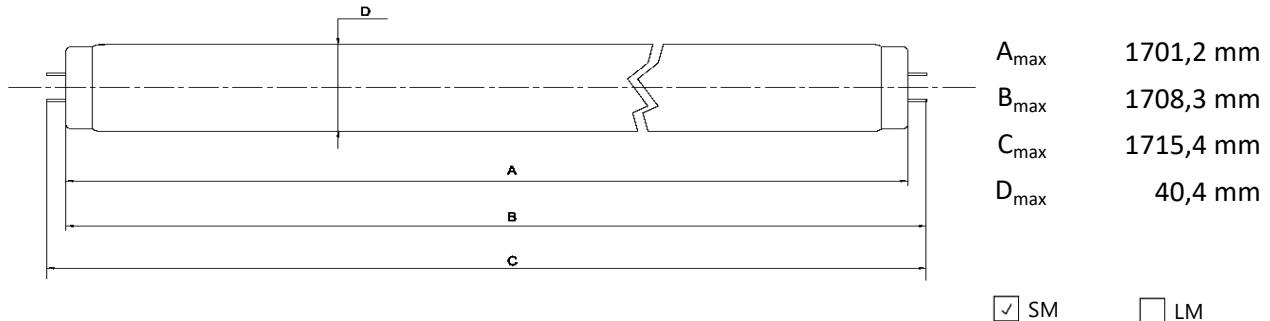 D
A
B
C
Amax 1701,2 mm
Bmax 1708,3 mm
Cmax 1715,4 mm
Dmax 40,4 mm
SM LM